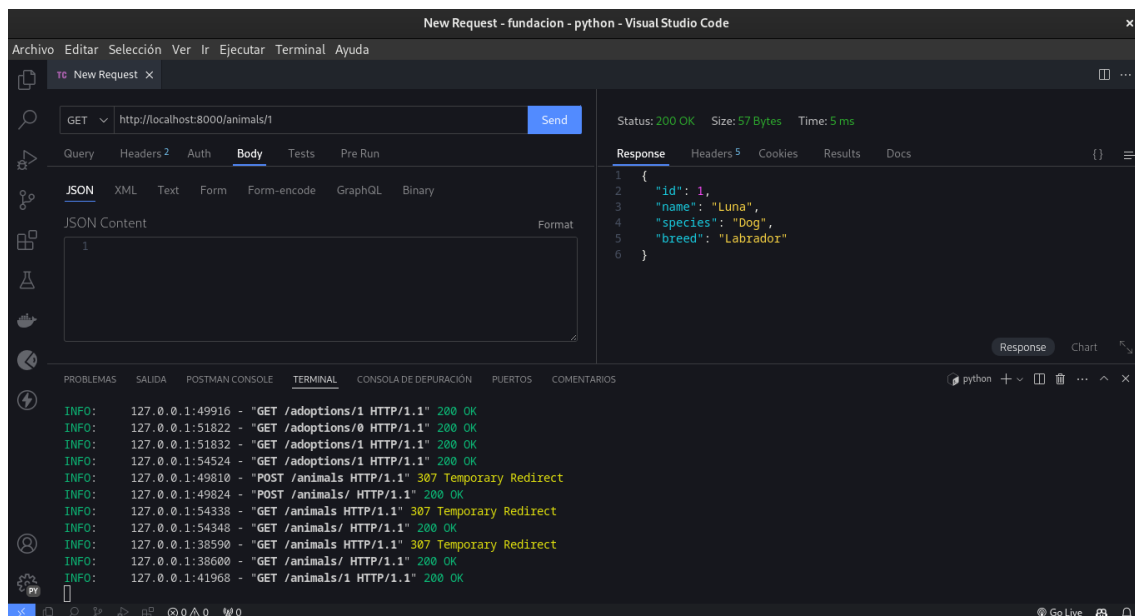 New Request - fundacion - python - Visual Studio Code
Archivo Editar Selección Ver Ir Ejecutar Terminal Ayuda
TC New Request
GET http://localhost:8000/animals/1 Send
Status: 200 OK Size: 57 Bytes Time: 5 ms
Query Headers 2 Auth Body Tests Pre Run
Response Headers 5 Cookies Results Docs
JSON XML Text Form Form-encode GraphQL Binary
JSON Content Format
1
1 {
2 "id": 1,
3 "name": "Luna",
4 "species": "Dog",
5 "breed": "Labrador"
6 }
Response Chart
PROBLEMAS SALIDA POSTMAN CONSOLE TERMINAL CONSOLA DE DEPURACIÓN PUERTOS COMENTARIOS
python
INFO: 127.0.0.1:49916 - "GET /adoptions/1 HTTP/1.1" 200 OK
INFO: 127.0.0.1:51822 - "GET /adoptions/0 HTTP/1.1" 200 OK
INFO: 127.0.0.1:51832 - "GET /adoptions/1 HTTP/1.1" 200 OK
INFO: 127.0.0.1:54524 - "GET /adoptions/1 HTTP/1.1" 200 OK
INFO: 127.0.0.1:49810 - "POST /animals HTTP/1.1" 307 Temporary Redirect
INFO: 127.0.0.1:49824 - "POST /animals/ HTTP/1.1" 200 OK
INFO: 127.0.0.1:54338 - "GET /animals HTTP/1.1" 307 Temporary Redirect
INFO: 127.0.0.1:54348 - "GET /animals/ HTTP/1.1" 200 OK
INFO: 127.0.0.1:38590 - "GET /animals HTTP/1.1" 307 Temporary Redirect
INFO: 127.0.0.1:38600 - "GET /animals/ HTTP/1.1" 200 OK
INFO: 127.0.0.1:41968 - "GET /animals/1 HTTP/1.1" 200 OK
PY
0 0 0 Go Live